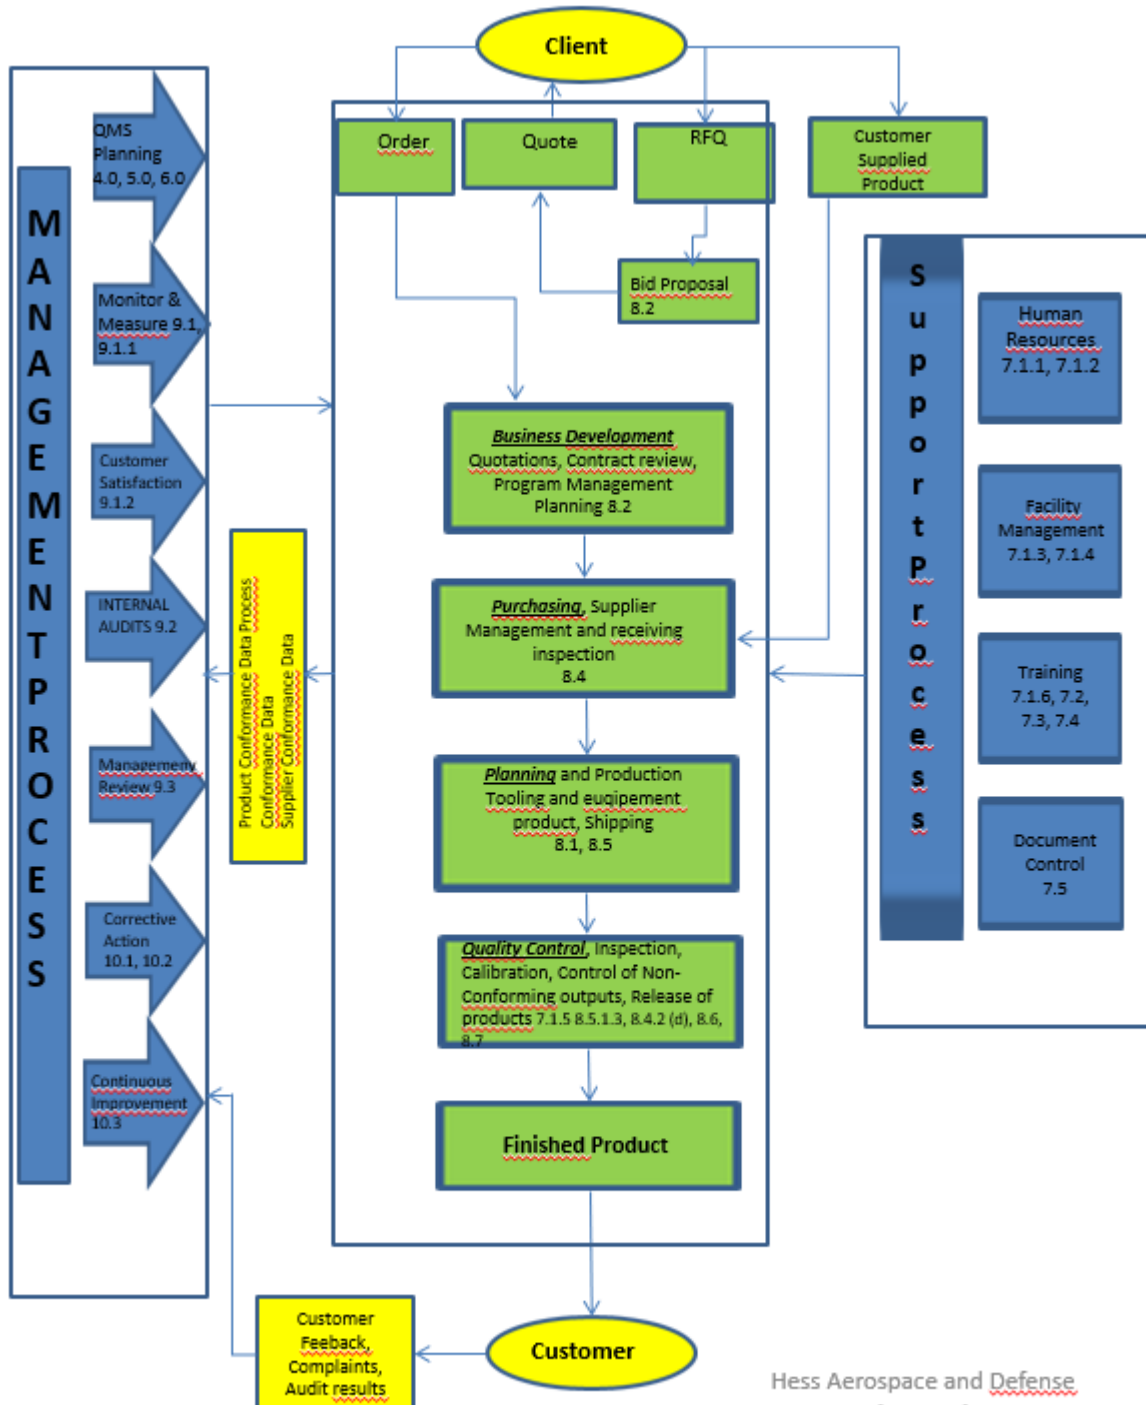 Client
Order
Quote
RFQ
Customer
Supplied
Product
Bid Proposal
8.2
MANAGEMENT PROCESS
QMS
Planning
4.0, 5.0, 6.0
Monitor &
Measure 9.1,
9.1.1
Customer
Satisfaction
9.1.2
INTERNAL
AUDITS 9.2
Management
Review 9.3
Corrective
Action
10.1, 10.2
Continuous
Improvement
10.3
Product Conformance Data Process
Conformance Data
Supplier Conformance Data
Business Development
Quotations, Contract review,
Program Management
Planning 8.2
Purchasing, Supplier
Management and receiving
inspection
8.4
Planning and Production
Tooling and euqipement
product, Shipping
8.1, 8.5
Quality Control, Inspection,
Calibration, Control of Non-
Conforming outputs, Release of
products 7.1.5 8.5.1.3, 8.4.2 (d), 8.6,
8.7
Finished Product
Support Process
Human
Resources
7.1.1, 7.1.2
Facility
Management
7.1.3, 7.1.4
Training
7.1.6, 7.2,
7.3, 7.4
Document
Control
7.5
Customer
Customer
Feeback,
Complaints,
Audit results
Hess Aerospace and Defense